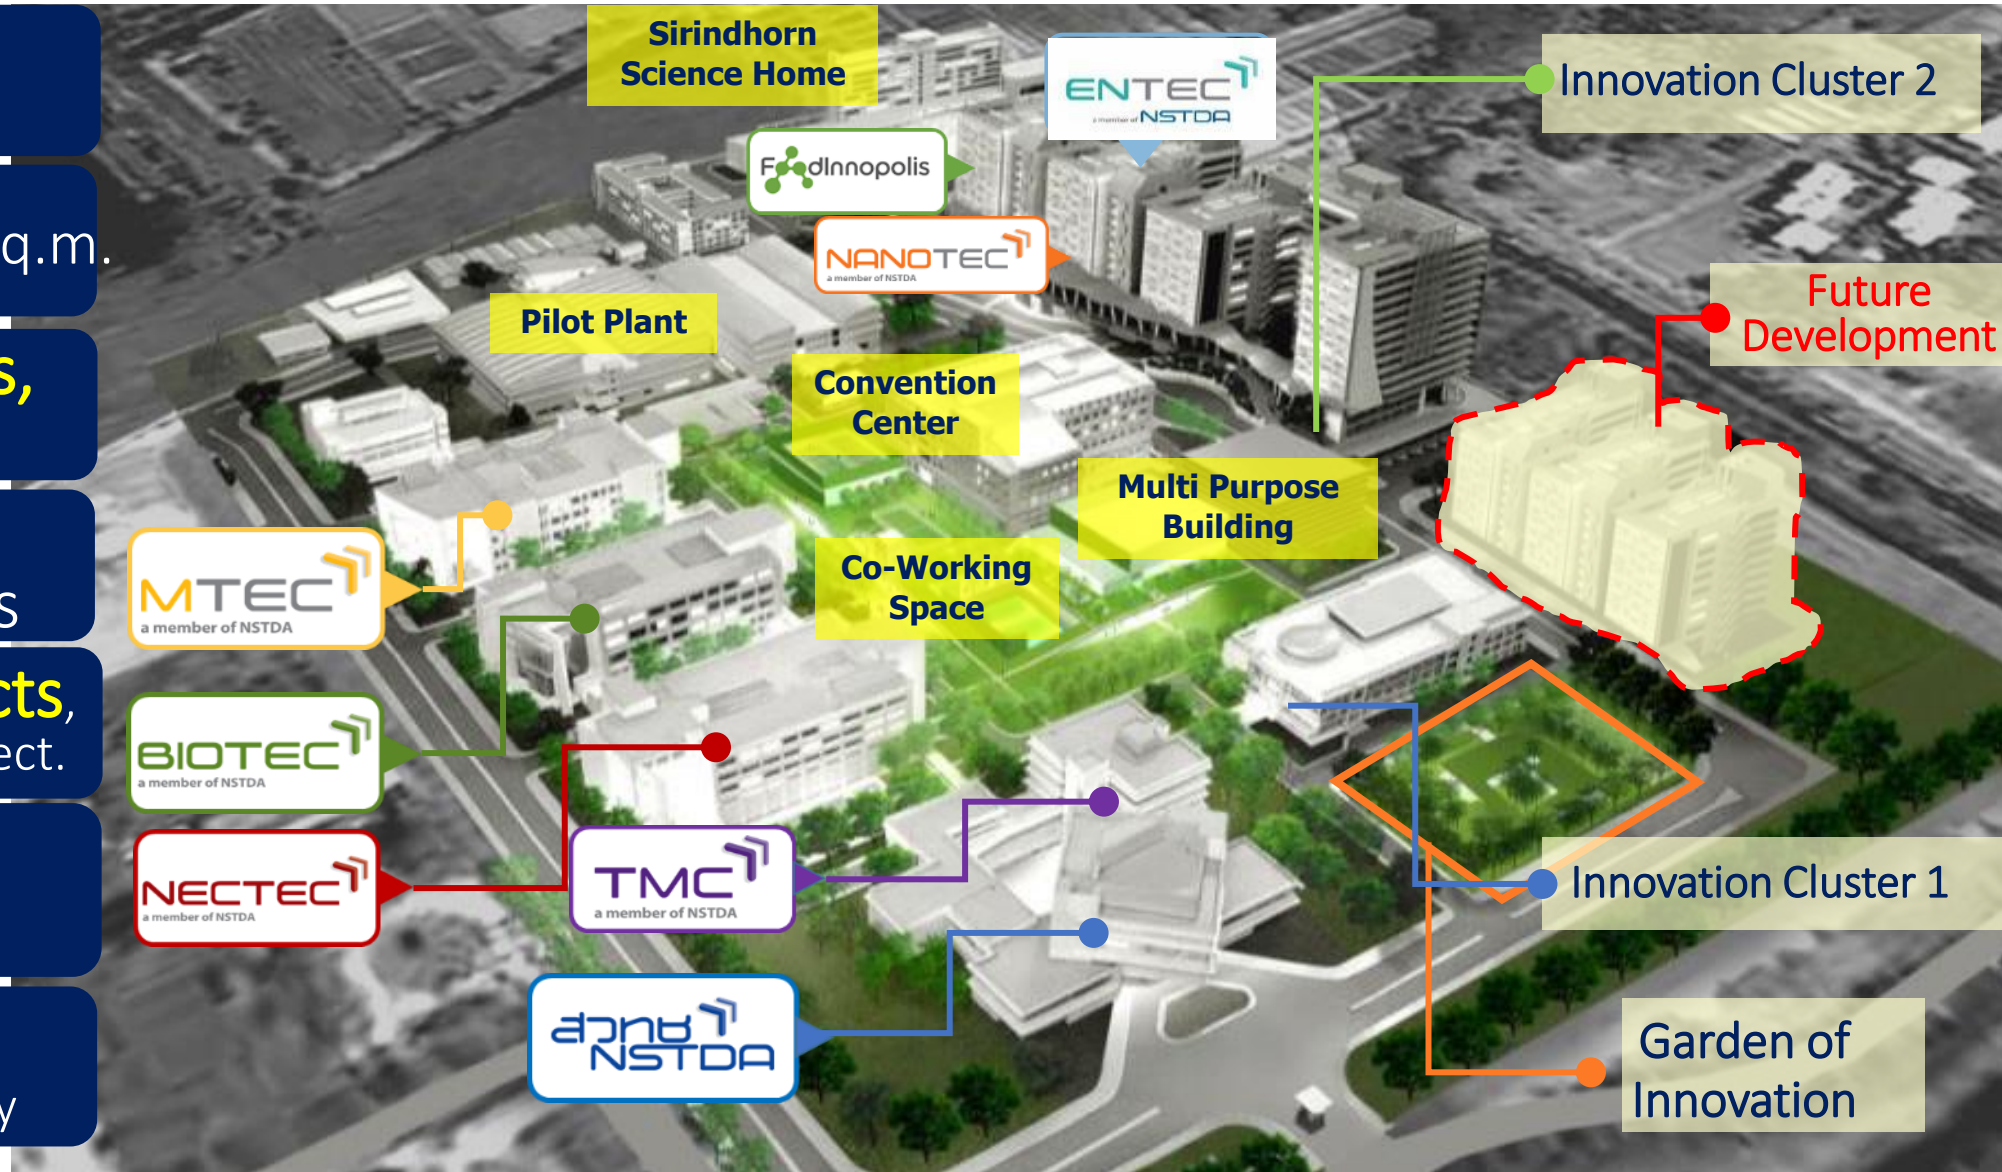 Sirindhorn
Science Home
ENTEC
a member of NSTDA
Innovation Cluster 2
FoodInnopolis
q.m.
NANOTEC
a member of NSTDA
Future
Development
Pilot Plant
s,
Convention
Center
Multi Purpose
Building
Co-Working
Space
MTEC
a member of NSTDA
s
cts,
ect.
BIOTEC
a member of NSTDA
NECTEC
a member of NSTDA
TMC
a member of NSTDA
Innovation Cluster 1
สวทช
NSTDA
Garden of
Innovation
y